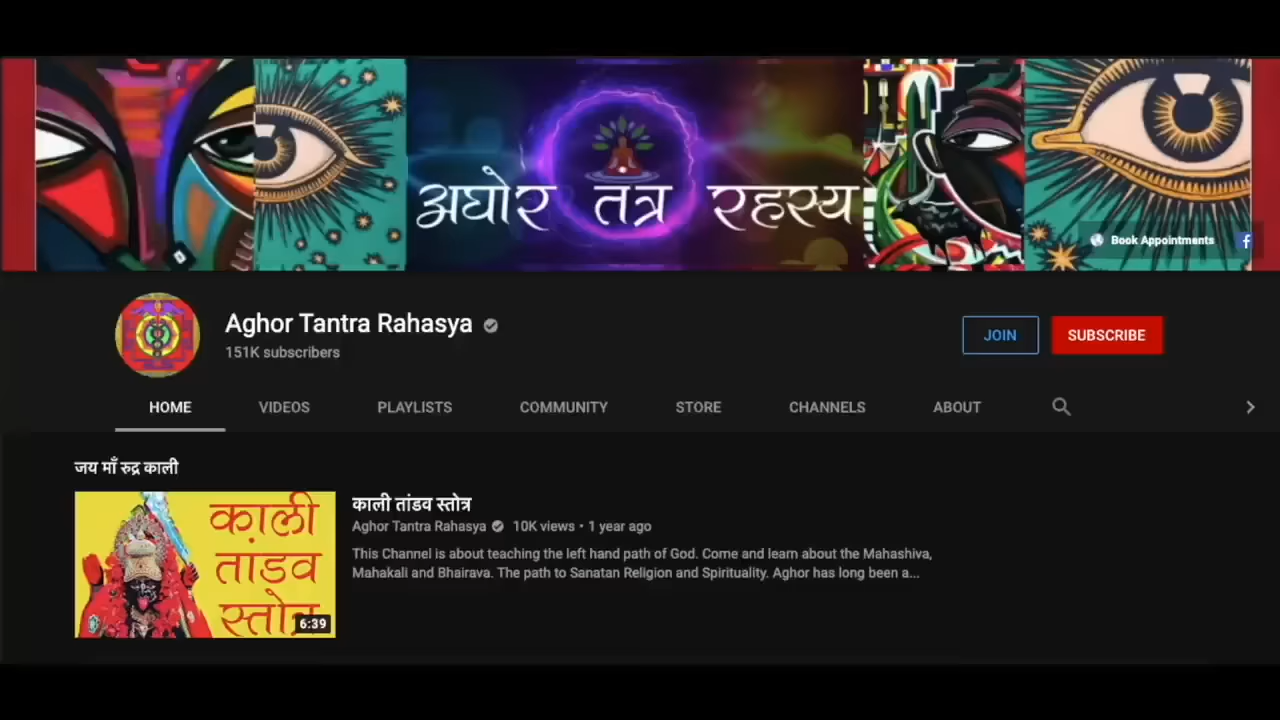 अघोर तत्र रहस्य
Book Appointments
Aghor Tantra Rahasya
151K subscribers
JOIN
SUBSCRIBE
HOME VIDEOS PLAYLISTS COMMUNITY STORE CHANNELS ABOUT
जय माँ रुद्र काली
काली
तांडव
स्तोत्र
6:39
काली तांडव स्तोत्र
Aghor Tantra Rahasya 10K views • 1 year ago
This Channel is about teaching the left hand path of God. Come and learn about the Mahashiva,
Mahakali and Bhairava. The path to Sanatan Religion and Spirituality. Aghor has long been a...